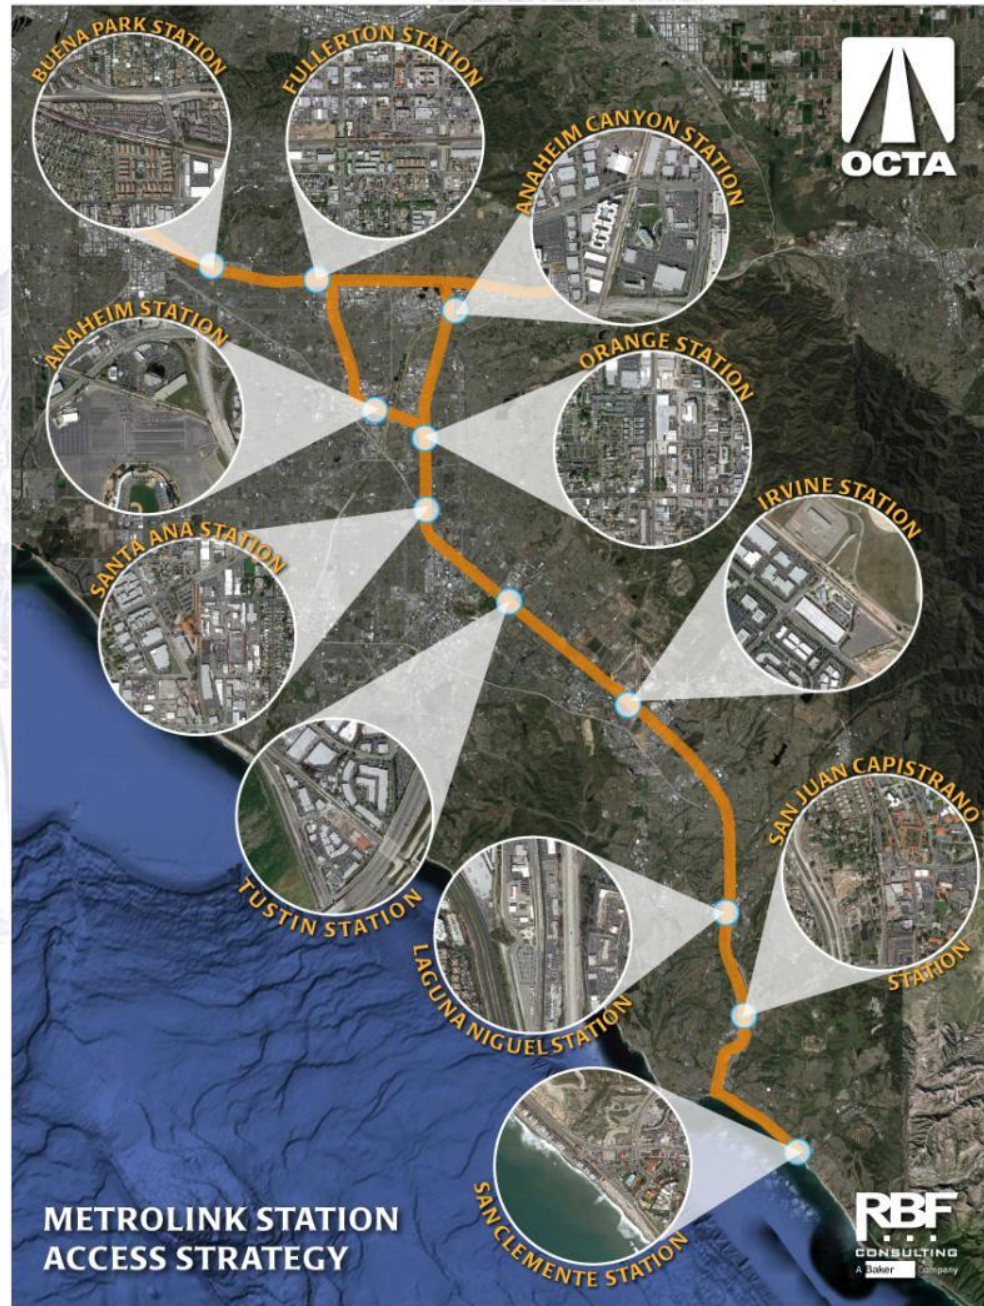 BUENA PARK STATION
FULLERTON STATION
ANAHEIM CANYON STATION
OCTA
ANAHEIM STATION
ORANGE STATION
SANTA ANA STATION
IRVINE STATION
TUSTIN STATION
SAN JUAN CAPISTRANO
STATION
LAGUNA NIGUEL STATION
SAN CLEMENTE STATION
METROLINK STATION
ACCESS STRATEGY
RBF
CONSULTING
A Baker Company